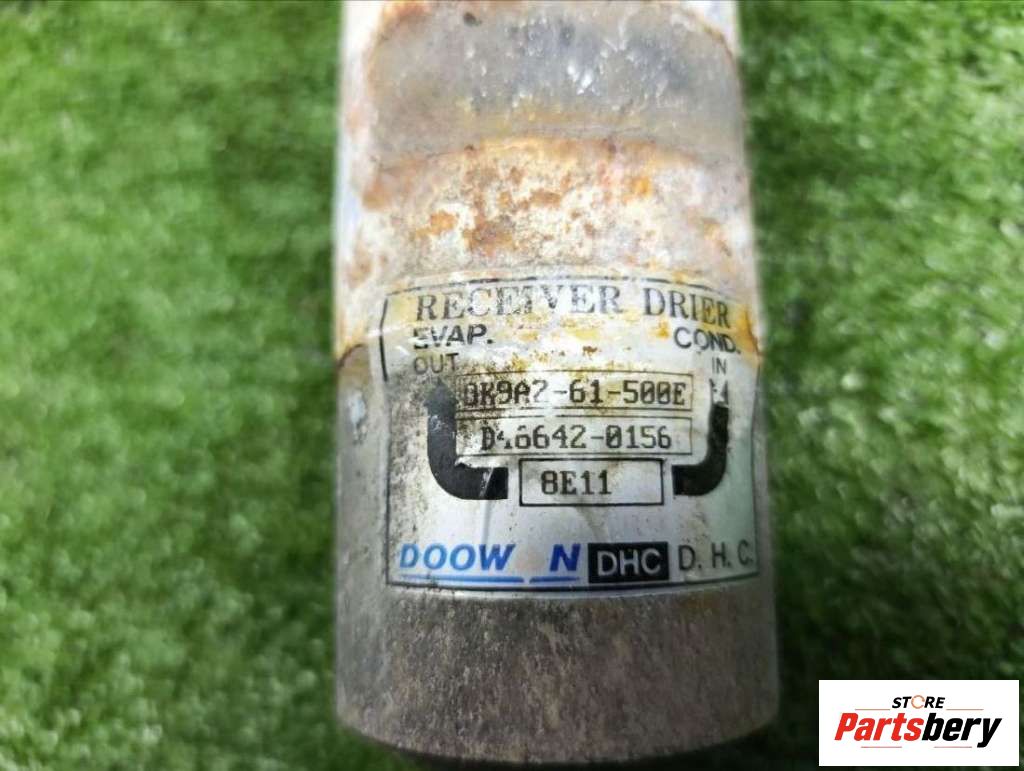 RECEIVER DRIER
EVAP. COND.
OUT IN
0K9A2-61-500E
D46642-0156
8E11
DOOW N DHC D. H. C.
STORE
Partsbery